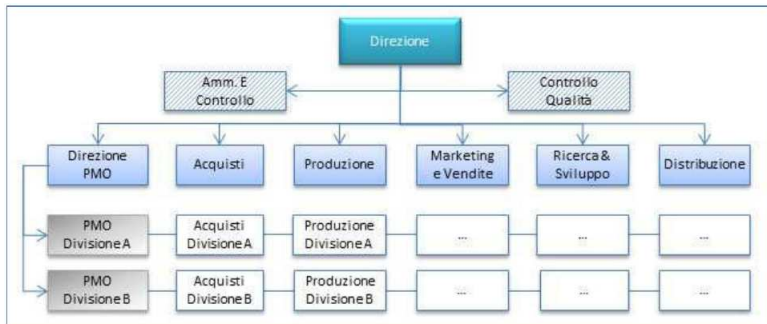 Direzione
Amm. E
Controllo
Controllo
Qualità
Direzione
PMO
Acquisti
Produzione
Marketing
e Vendite
Ricerca &
Sviluppo
Distribuzione
PMO
Divisione A
Acquisti
Divisione A
Produzione
Divisione A
...
...
...
PMO
Divisione B
Acquisti
Divisione B
Produzione
Divisione B
...
...
...